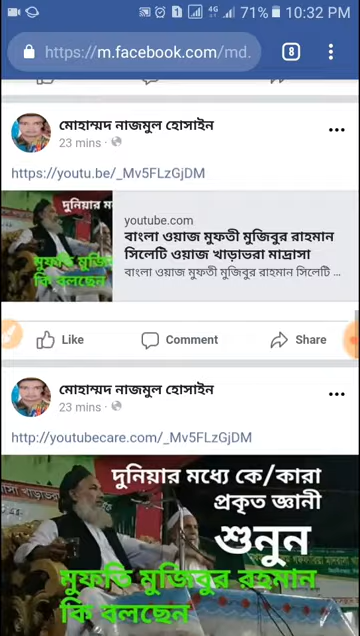 71% 10:32 PM
https://m.facebook.com/md.
8
মোহাম্মদ নাজমুল হোসাইন
23 mins ·
https://youtu.be/_Mv5FLzGjDM
দুনিয়ার ম
মুফতি মুজি
কি বলছেন
youtube.com
বাংলা ওয়াজ মুফতী মুজিবুর রাহমান
সিলেটি ওয়াজ খাড়াভরা মাদ্রাসা
বাংলা ওয়াজ মুফতী মুজিবুর রাহমান সিলেটি ...
Like Comment Share
মোহাম্মদ নাজমুল হোসাইন
23 mins ·
http://youtubecare.com/_Mv5FLzGjDM
দুনিয়ার মধ্যে কে/কারা
প্রকৃত জ্ঞানী
শুনুন
মুফতি মুজিবুর রহমান
কি বলছেন